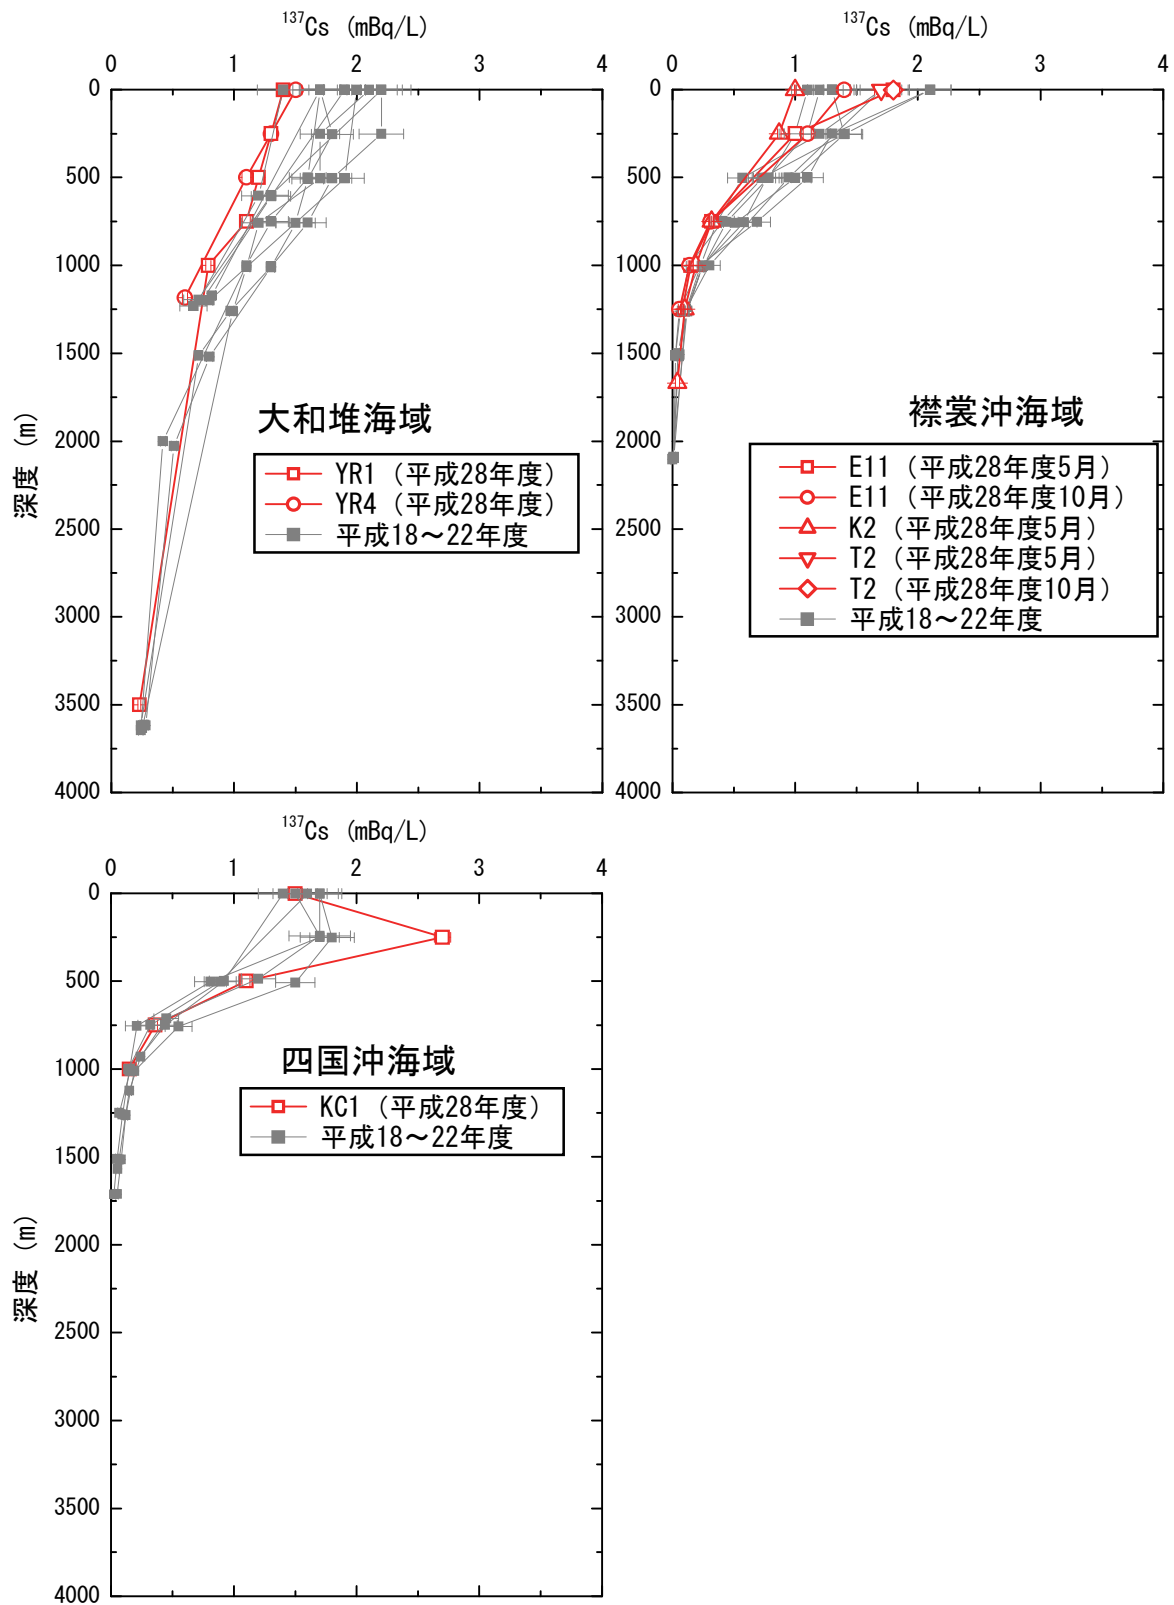 137Cs (mBq/L)
0 1 2 3 4
0
500
1000
1500
2000
2500
3000
3500
4000
深度 (m)
大和堆海域
YR1 (平成28年度)
YR4 (平成28年度)
平成18～22年度
137Cs (mBq/L)
0 1 2 3 4
0
500
1000
1500
2000
2500
3000
3500
4000
襟裳沖海域
E11 (平成28年度5月)
E11 (平成28年度10月)
K2 (平成28年度5月)
T2 (平成28年度5月)
T2 (平成28年度10月)
平成18～22年度
137Cs (mBq/L)
0 1 2 3 4
0
500
1000
1500
2000
2500
3000
3500
4000
深度 (m)
四国沖海域
KC1 (平成28年度)
平成18～22年度